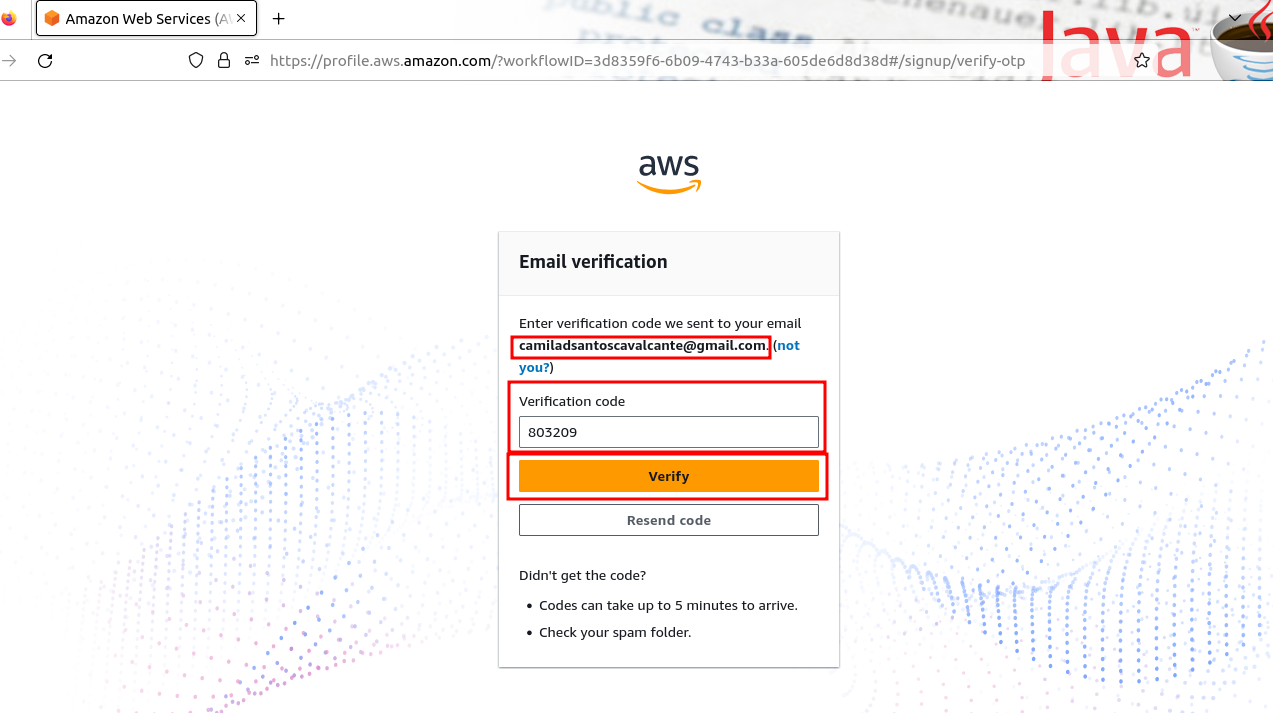 Amazon Web Services (AW
https://profile.aws.amazon.com/?workflowID=3d8359f6-6b09-4743-b33a-605de6d8d38d#/signup/verify-otp
public class
Java
aws
Email verification
Enter verification code we sent to your email
camiladsantoscavalcante@gmail.com. (not
you?)
Verification code
803209
Verify
Resend code
Didn't get the code?
• Codes can take up to 5 minutes to arrive.
• Check your spam folder.